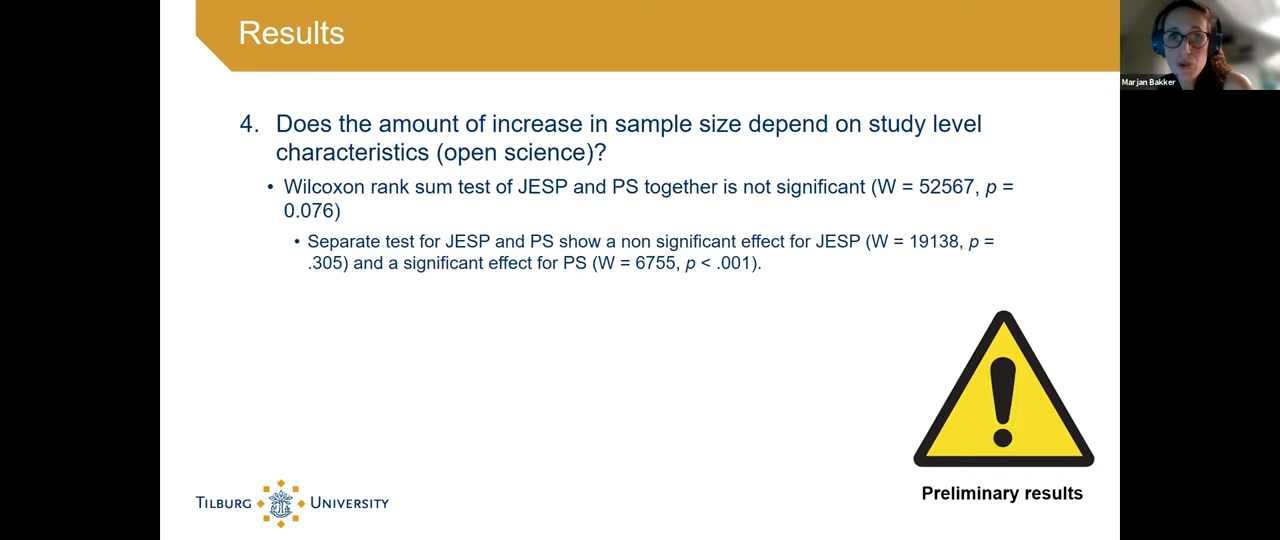 Results
Marjan Bakker
4. Does the amount of increase in sample size depend on study level
characteristics (open science)?
• Wilcoxon rank sum test of JESP and PS together is not significant (W = 52567, p =
0.076)
• Separate test for JESP and PS show a non significant effect for JESP (W = 19138, p =
.305) and a significant effect for PS (W = 6755, p < .001).
Preliminary results
TILBURG UNIVERSITY